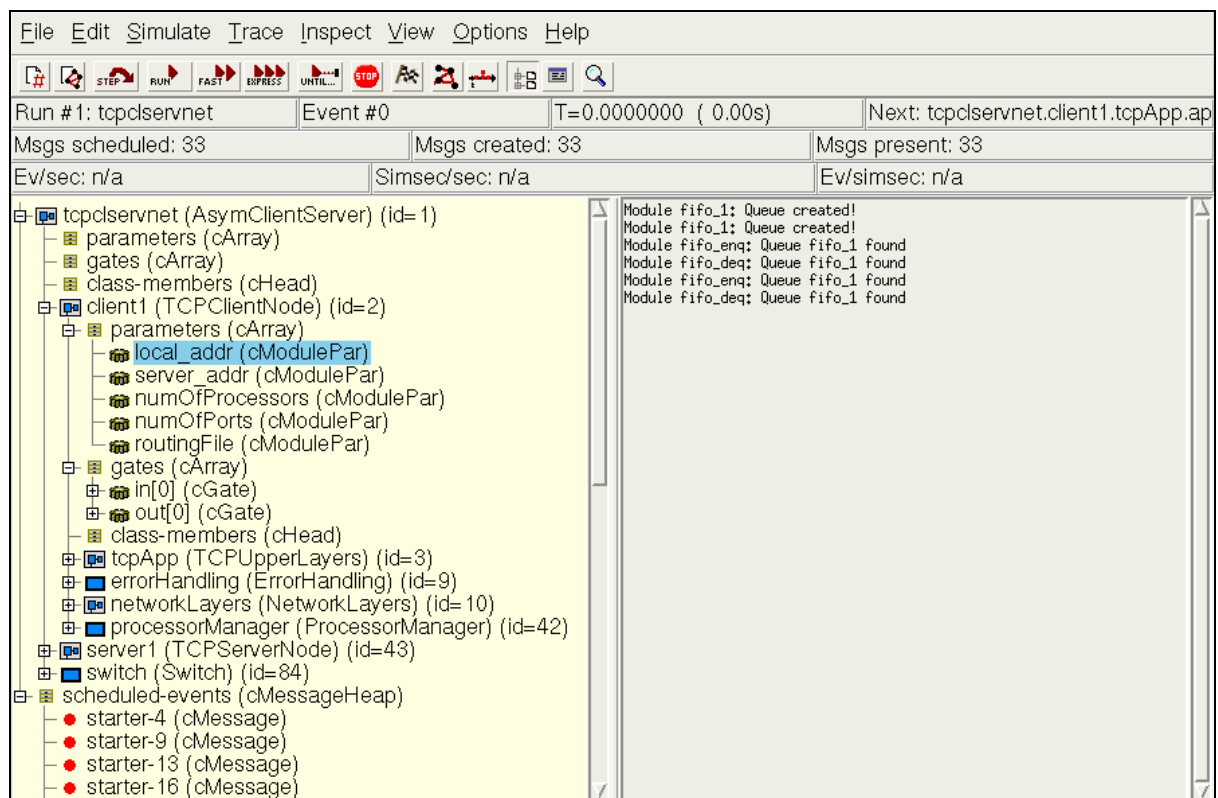 File Edit Simulate Trace Inspect View Options Help
STEP RUN FAST EXPRESS UNTIL... STOP
Run #1: tcpclservnet Event #0 T=0.0000000 ( 0.00s) Next: tcpclservnet.client1.tcpApp.ap
Msgs scheduled: 33 Msgs created: 33 Msgs present: 33
Ev/sec: n/a Simsec/sec: n/a Ev/simsec: n/a
tcpclservnet (AsymClientServer) (id=1)
parameters (cArray)
gates (cArray)
class-members (cHead)
client1 (TCPClientNode) (id=2)
parameters (cArray)
local_addr (cModulePar)
server_addr (cModulePar)
numOfProcessors (cModulePar)
numOfPorts (cModulePar)
routingFile (cModulePar)
gates (cArray)
in[0] (cGate)
out[0] (cGate)
class-members (cHead)
tcpApp (TCPUpperLayers) (id=3)
errorHandling (ErrorHandling) (id=9)
networkLayers (NetworkLayers) (id=10)
processorManager (ProcessorManager) (id=42)
server1 (TCPServerNode) (id=43)
switch (Switch) (id=84)
scheduled-events (cMessageHeap)
starter-4 (cMessage)
starter-9 (cMessage)
starter-13 (cMessage)
starter-16 (cMessage)
Module fifo_1: Queue created!
Module fifo_1: Queue created!
Module fifo_enq: Queue fifo_1 found
Module fifo_deq: Queue fifo_1 found
Module fifo_enq: Queue fifo_1 found
Module fifo_deq: Queue fifo_1 found